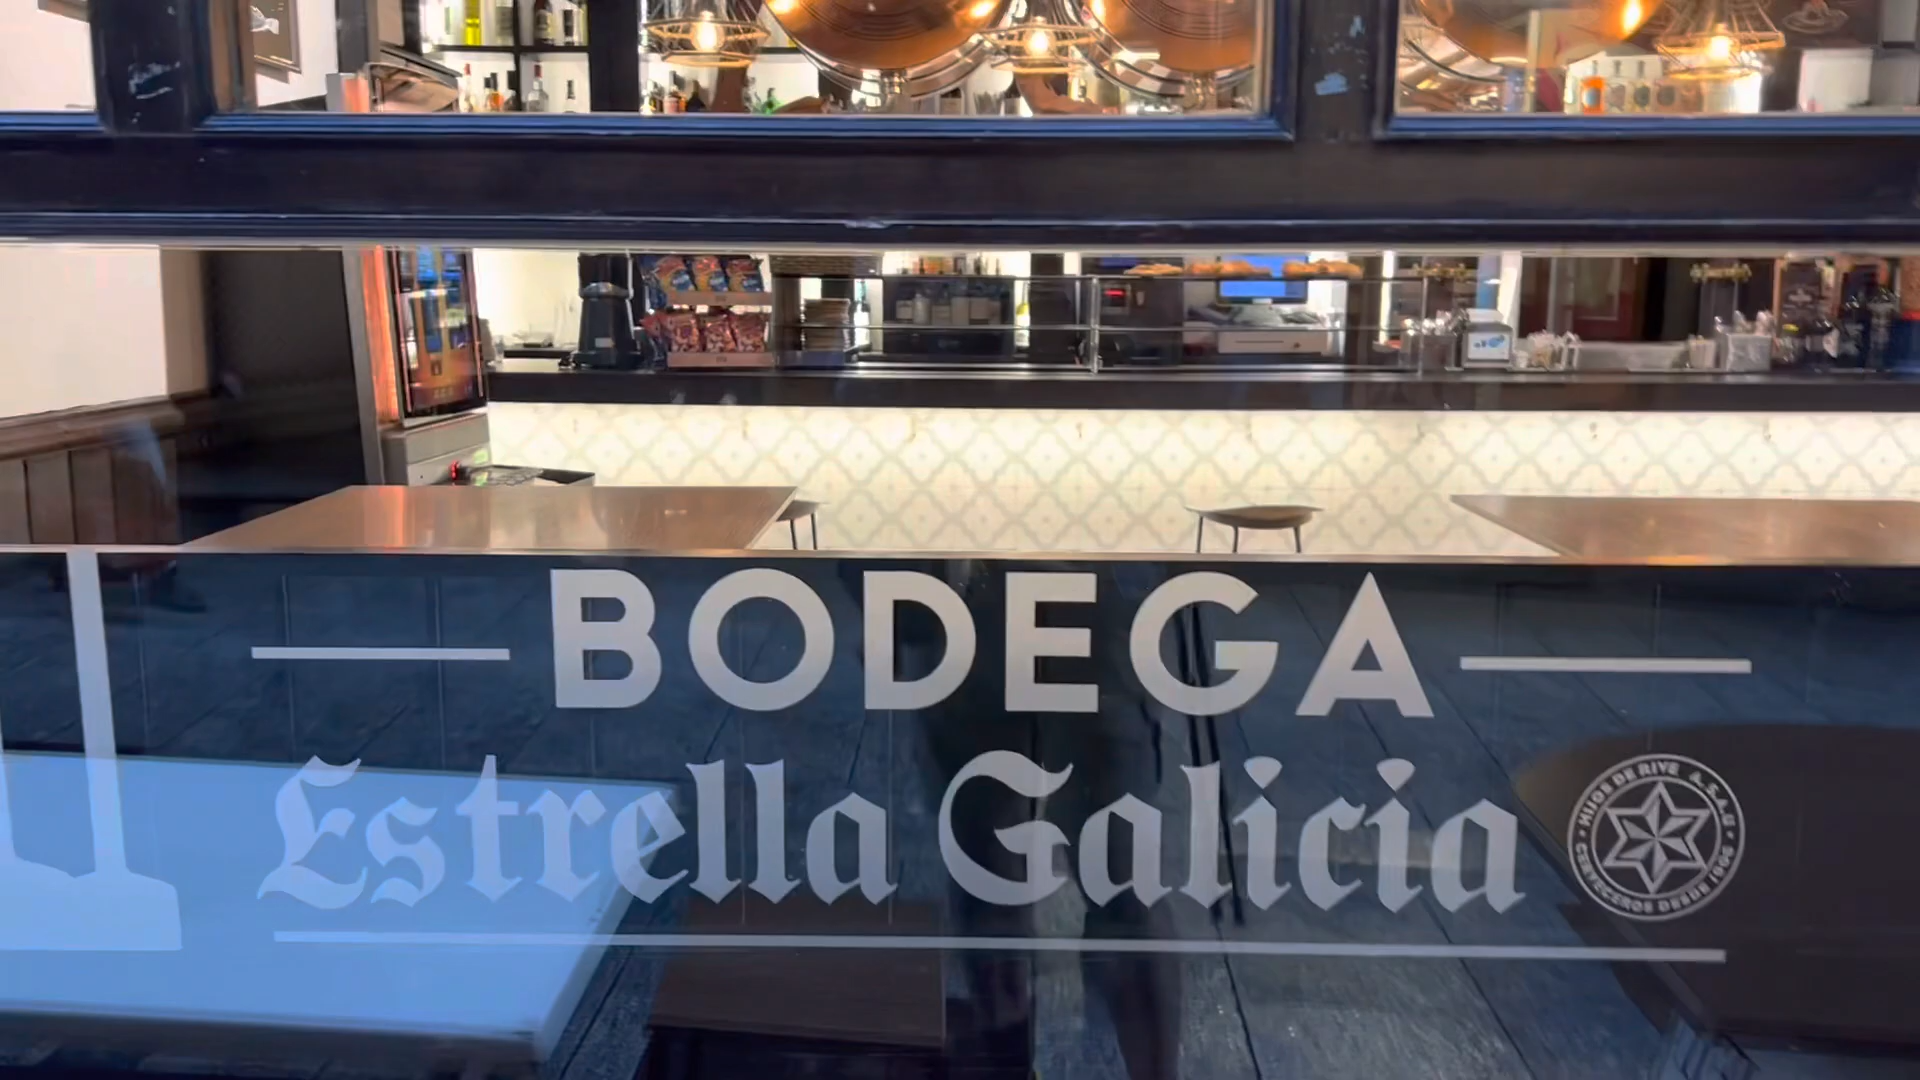 BODEGA
Estrella Galicia
HIJOS DE RIVERA, S.A.U.
CERVECEROS DESDE 1906